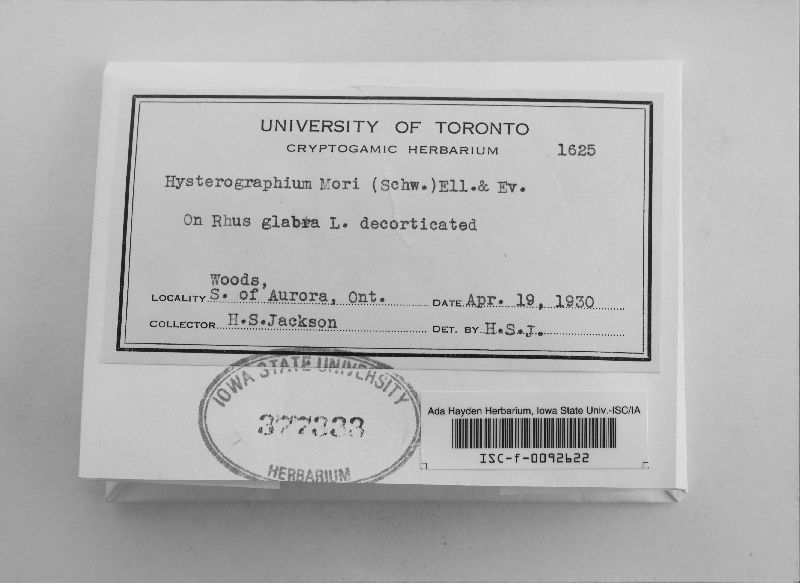 UNIVERSITY OF TORONTO
CRYPTOGAMIC HERBARIUM 1625
Hysterographium Mori (Schw.)Ell.& Ev.
On Rhus glabra L. decorticated
Woods,
LOCALITY S. of Aurora, Ont. DATE Apr. 19, 1930
COLLECTOR H.S.Jackson DET. BY H.S.J.
IOWA STATE UNIVERSITY
377333
HERBARIUM
Ada Hayden Herbarium, Iowa State Univ.-ISC/IA
ISC-f-0092622